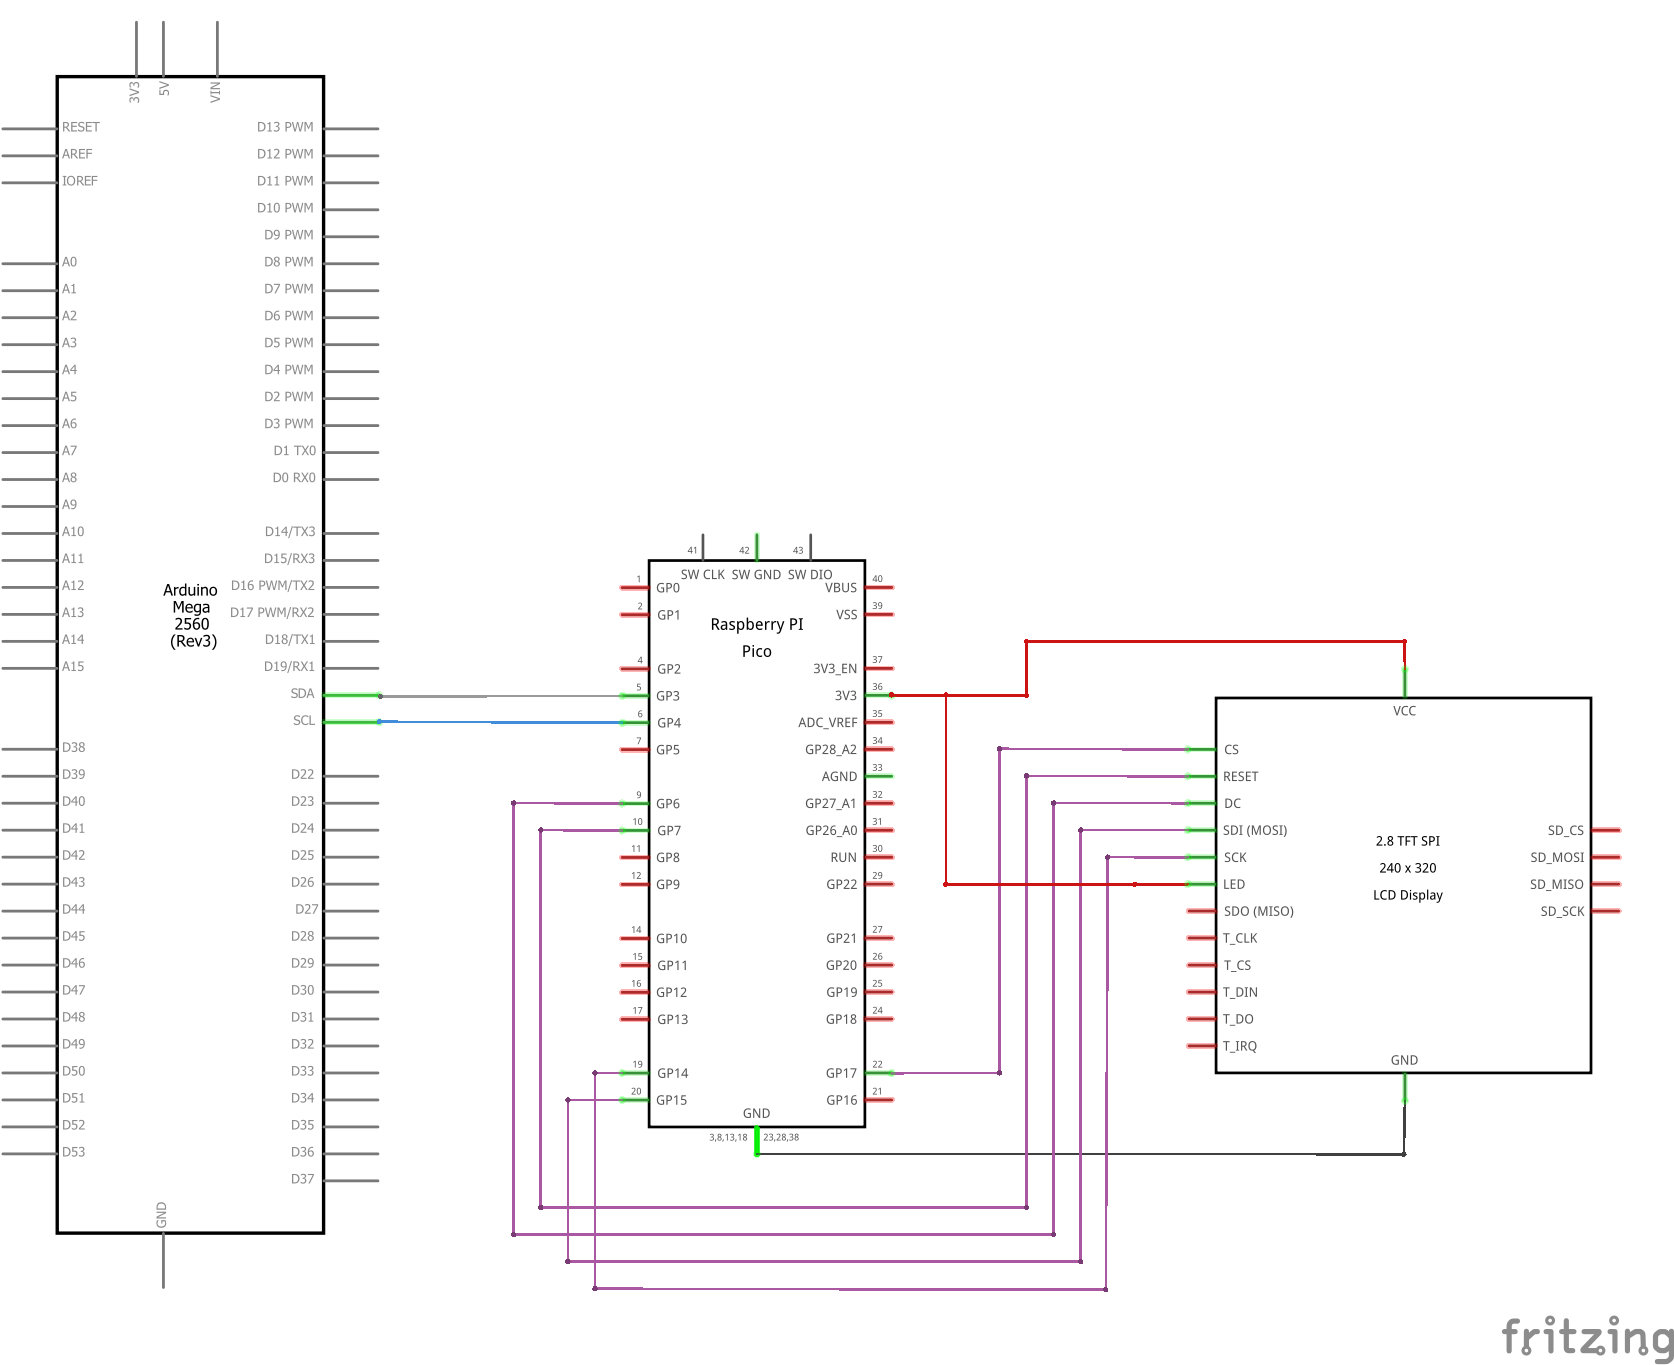 3V3
5V
VIN
RESET
AREF
IOREF
A0
A1
A2
A3
A4
A5
A6
A7
A8
A9
A10
A11
A12
A13
A14
A15
D38
D39
D40
D41
D42
D43
D44
D45
D46
D47
D48
D49
D50
D51
D52
D53
GND
Arduino
Mega
2560
(Rev3)
D13 PWM
D12 PWM
D11 PWM
D10 PWM
D9 PWM
D8 PWM
D7 PWM
D6 PWM
D5 PWM
D4 PWM
D2 PWM
D3 PWM
D1 TX0
D0 RX0
D14/TX3
D15/RX3
D16 PWM/TX2
D17 PWM/RX2
D18/TX1
D19/RX1
SDA
SCL
D22
D23
D24
D25
D26
D27
D28
D29
D30
D31
D32
D33
D34
D35
D36
D37
41
42
43
SW CLK
SW GND
SW DIO
Raspberry PI
Pico
1 GP0
2 GP1
4 GP2
5 GP3
6 GP4
7 GP5
9 GP6
10 GP7
11 GP8
12 GP9
14 GP10
15 GP11
16 GP12
17 GP13
19 GP14
20 GP15
VBUS 40
VSS 39
3V3_EN 37
3V3 36
ADC_VREF 35
GP28_A2 34
AGND 33
GP27_A1 32
GP26_A0 31
RUN 30
GP22 29
GP21 27
GP20 26
GP19 25
GP18 24
GP17 22
GP16 21
GND
3,8,13,18
23,28,38
VCC
CS
RESET
DC
SDI (MOSI)
SCK
LED
SDO (MISO)
T_CLK
T_CS
T_DIN
T_DO
T_IRQ
2.8 TFT SPI
240 x 320
LCD Display
SD_CS
SD_MOSI
SD_MISO
SD_SCK
GND
fritzing